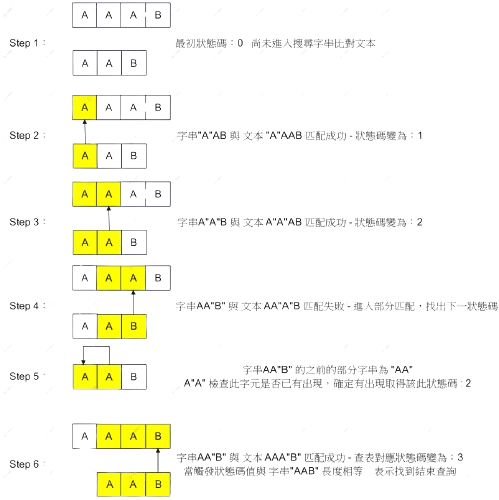 A A A B
Step 1： 最初狀態碼：0 尚未進入搜尋字串比對文本
A A B
A A A B
Step 2： 字串"A"AB 與 文本 "A"AAB 匹配成功 - 狀態碼變為：1
A A B
A A A B
Step 3： 字串A"A"B 與 文本 A"A"AB 匹配成功 - 狀態碼變為：2
A A B
A A A B
Step 4： 字串AA"B" 與 文本 AA"A"B 匹配失敗 - 進入部分匹配，找出下一狀態碼
A A B
字串AA"B" 的之前的部分字串為 "AA"
Step 5： A A B
A"A" 檢查此字元是否已有出現，確定有出現取得該此狀態碼：2
A A A B
字串AA"B" 與 文本 AAA"B" 匹配成功 - 查表對應狀態碼變為：3
Step 6：
當觸發狀態碼值與 字串"AAB" 長度相等 表示找到結束查詢
A A B